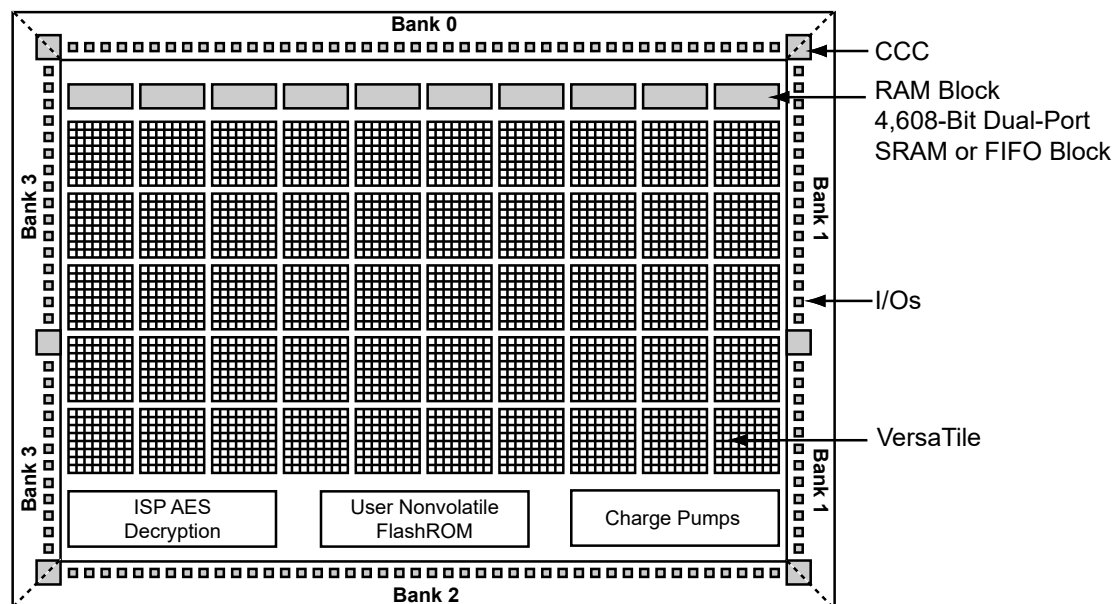 Bank 0
CCC
RAM Block
4,608-Bit Dual-Port
SRAM or FIFO Block
Bank 3
Bank 1
I/Os
VersaTile
Bank 3
Bank 1
ISP AES
Decryption
User Nonvolatile
FlashROM
Charge Pumps
Bank 2